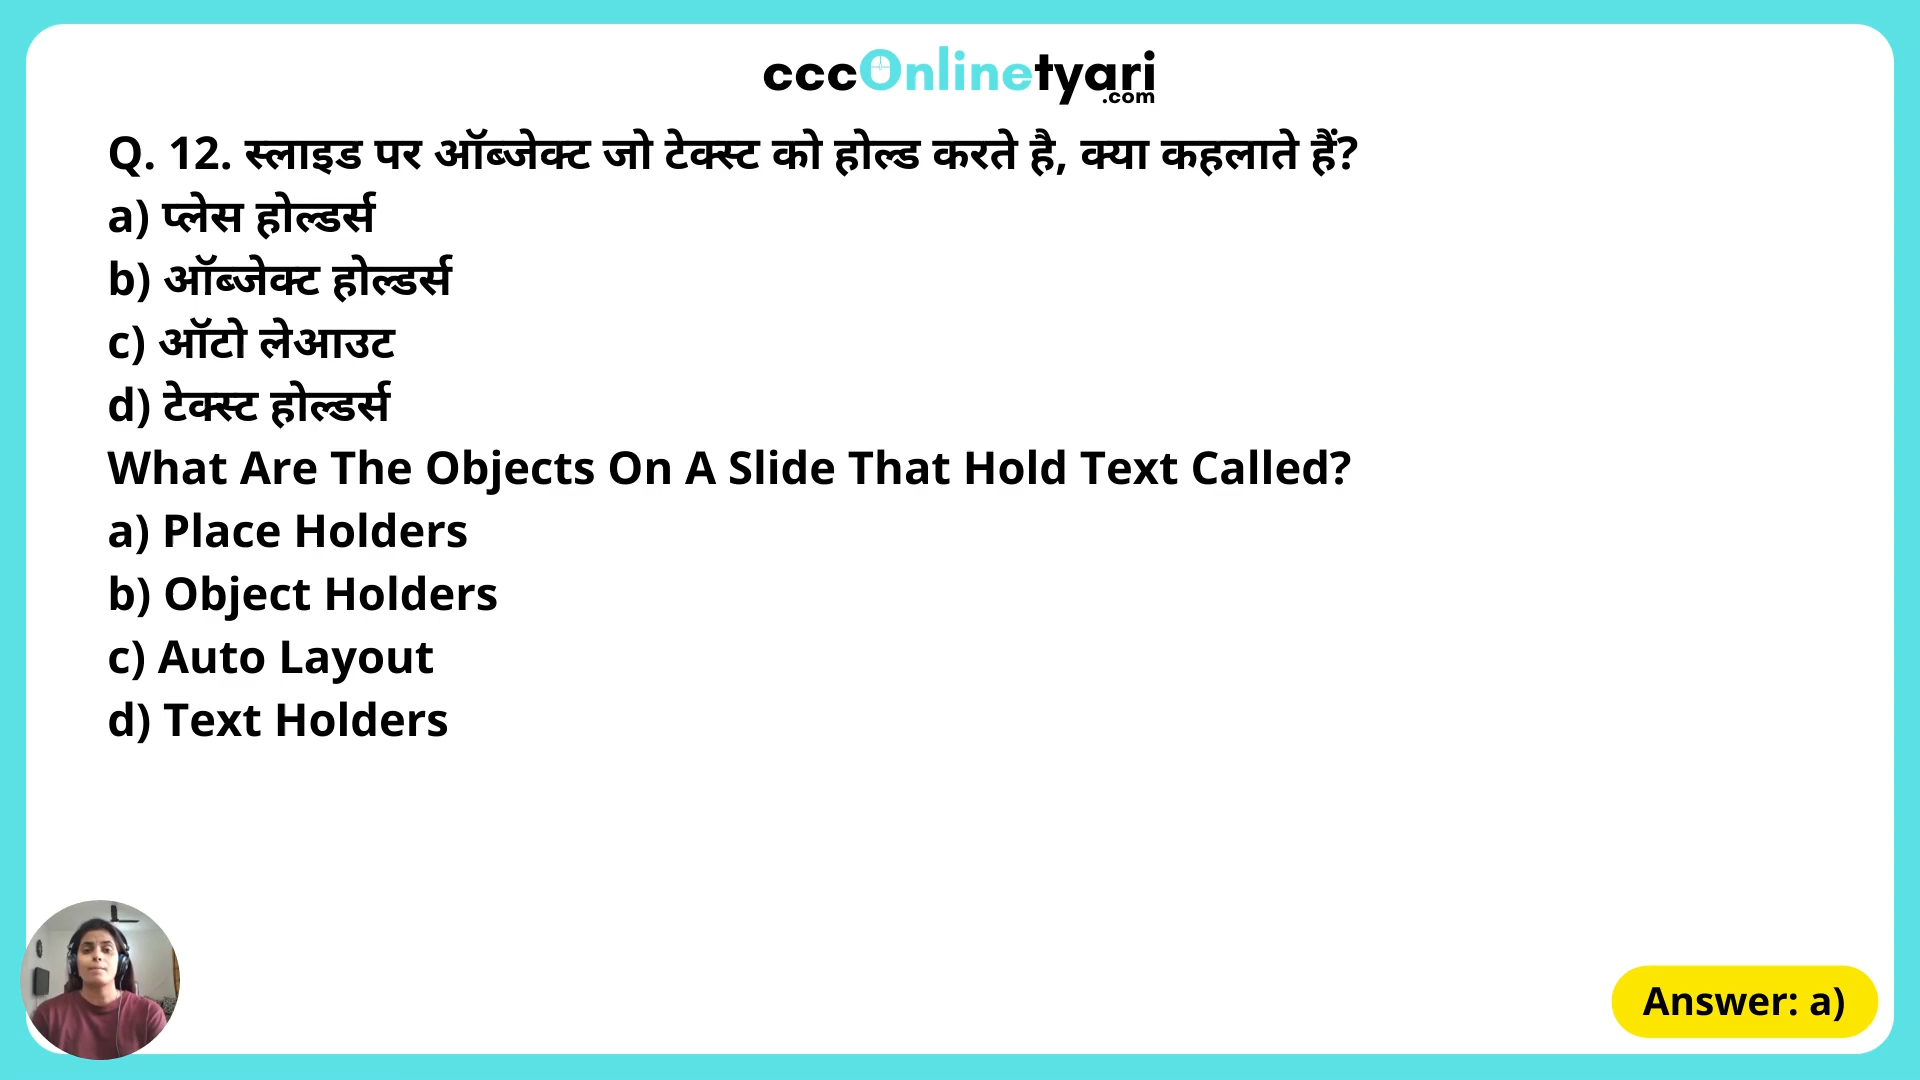 cccOnlinetyari
.com
Q. 12. स्लाइड पर ऑब्जेक्ट जो टेक्स्ट को होल्ड करते है, क्या कहलाते हैं?
a) प्लेस होल्डर्स
b) ऑब्जेक्ट होल्डर्स
c) ऑटो लेआउट
d) टेक्स्ट होल्डर्स
What Are The Objects On A Slide That Hold Text Called?
a) Place Holders
b) Object Holders
c) Auto Layout
d) Text Holders
Answer: a)